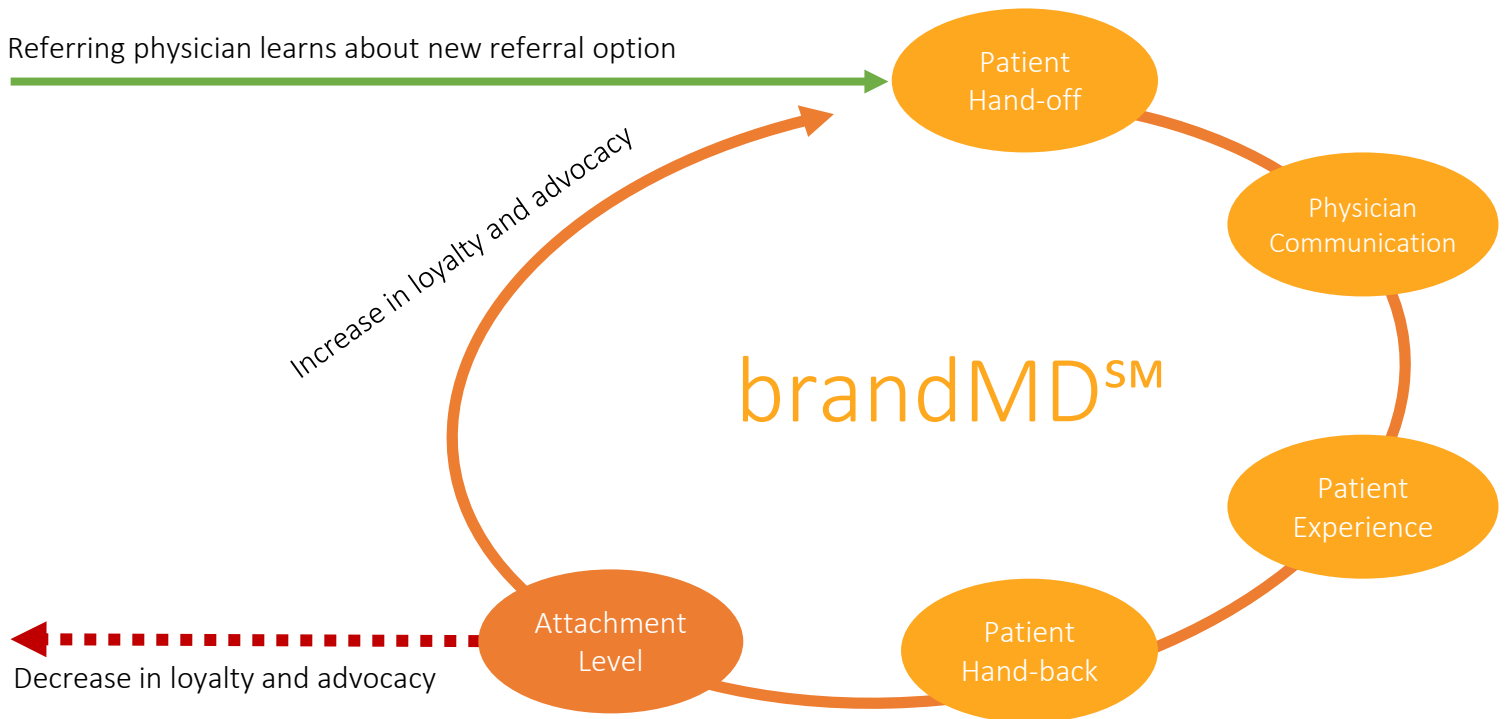 Referring physician learns about new referral option
Patient
Hand-off
Physician
Communication
Increase in loyalty and advocacy
brandMD℠
Patient
Experience
Patient
Hand-back
Attachment
Level
Decrease in loyalty and advocacy